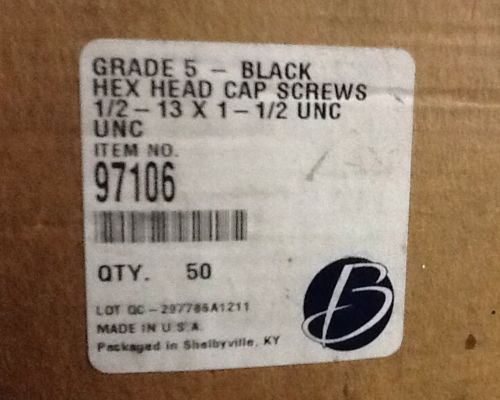 GRADE 5 - BLACK
HEX HEAD CAP SCREWS
1/2-13 X 1-1/2 UNC
UNC
ITEM NO.
97106
QTY. 50
LOT QC-297786A1211
MADE IN U.S.A.
Packaged in Shelbyville, KY
B